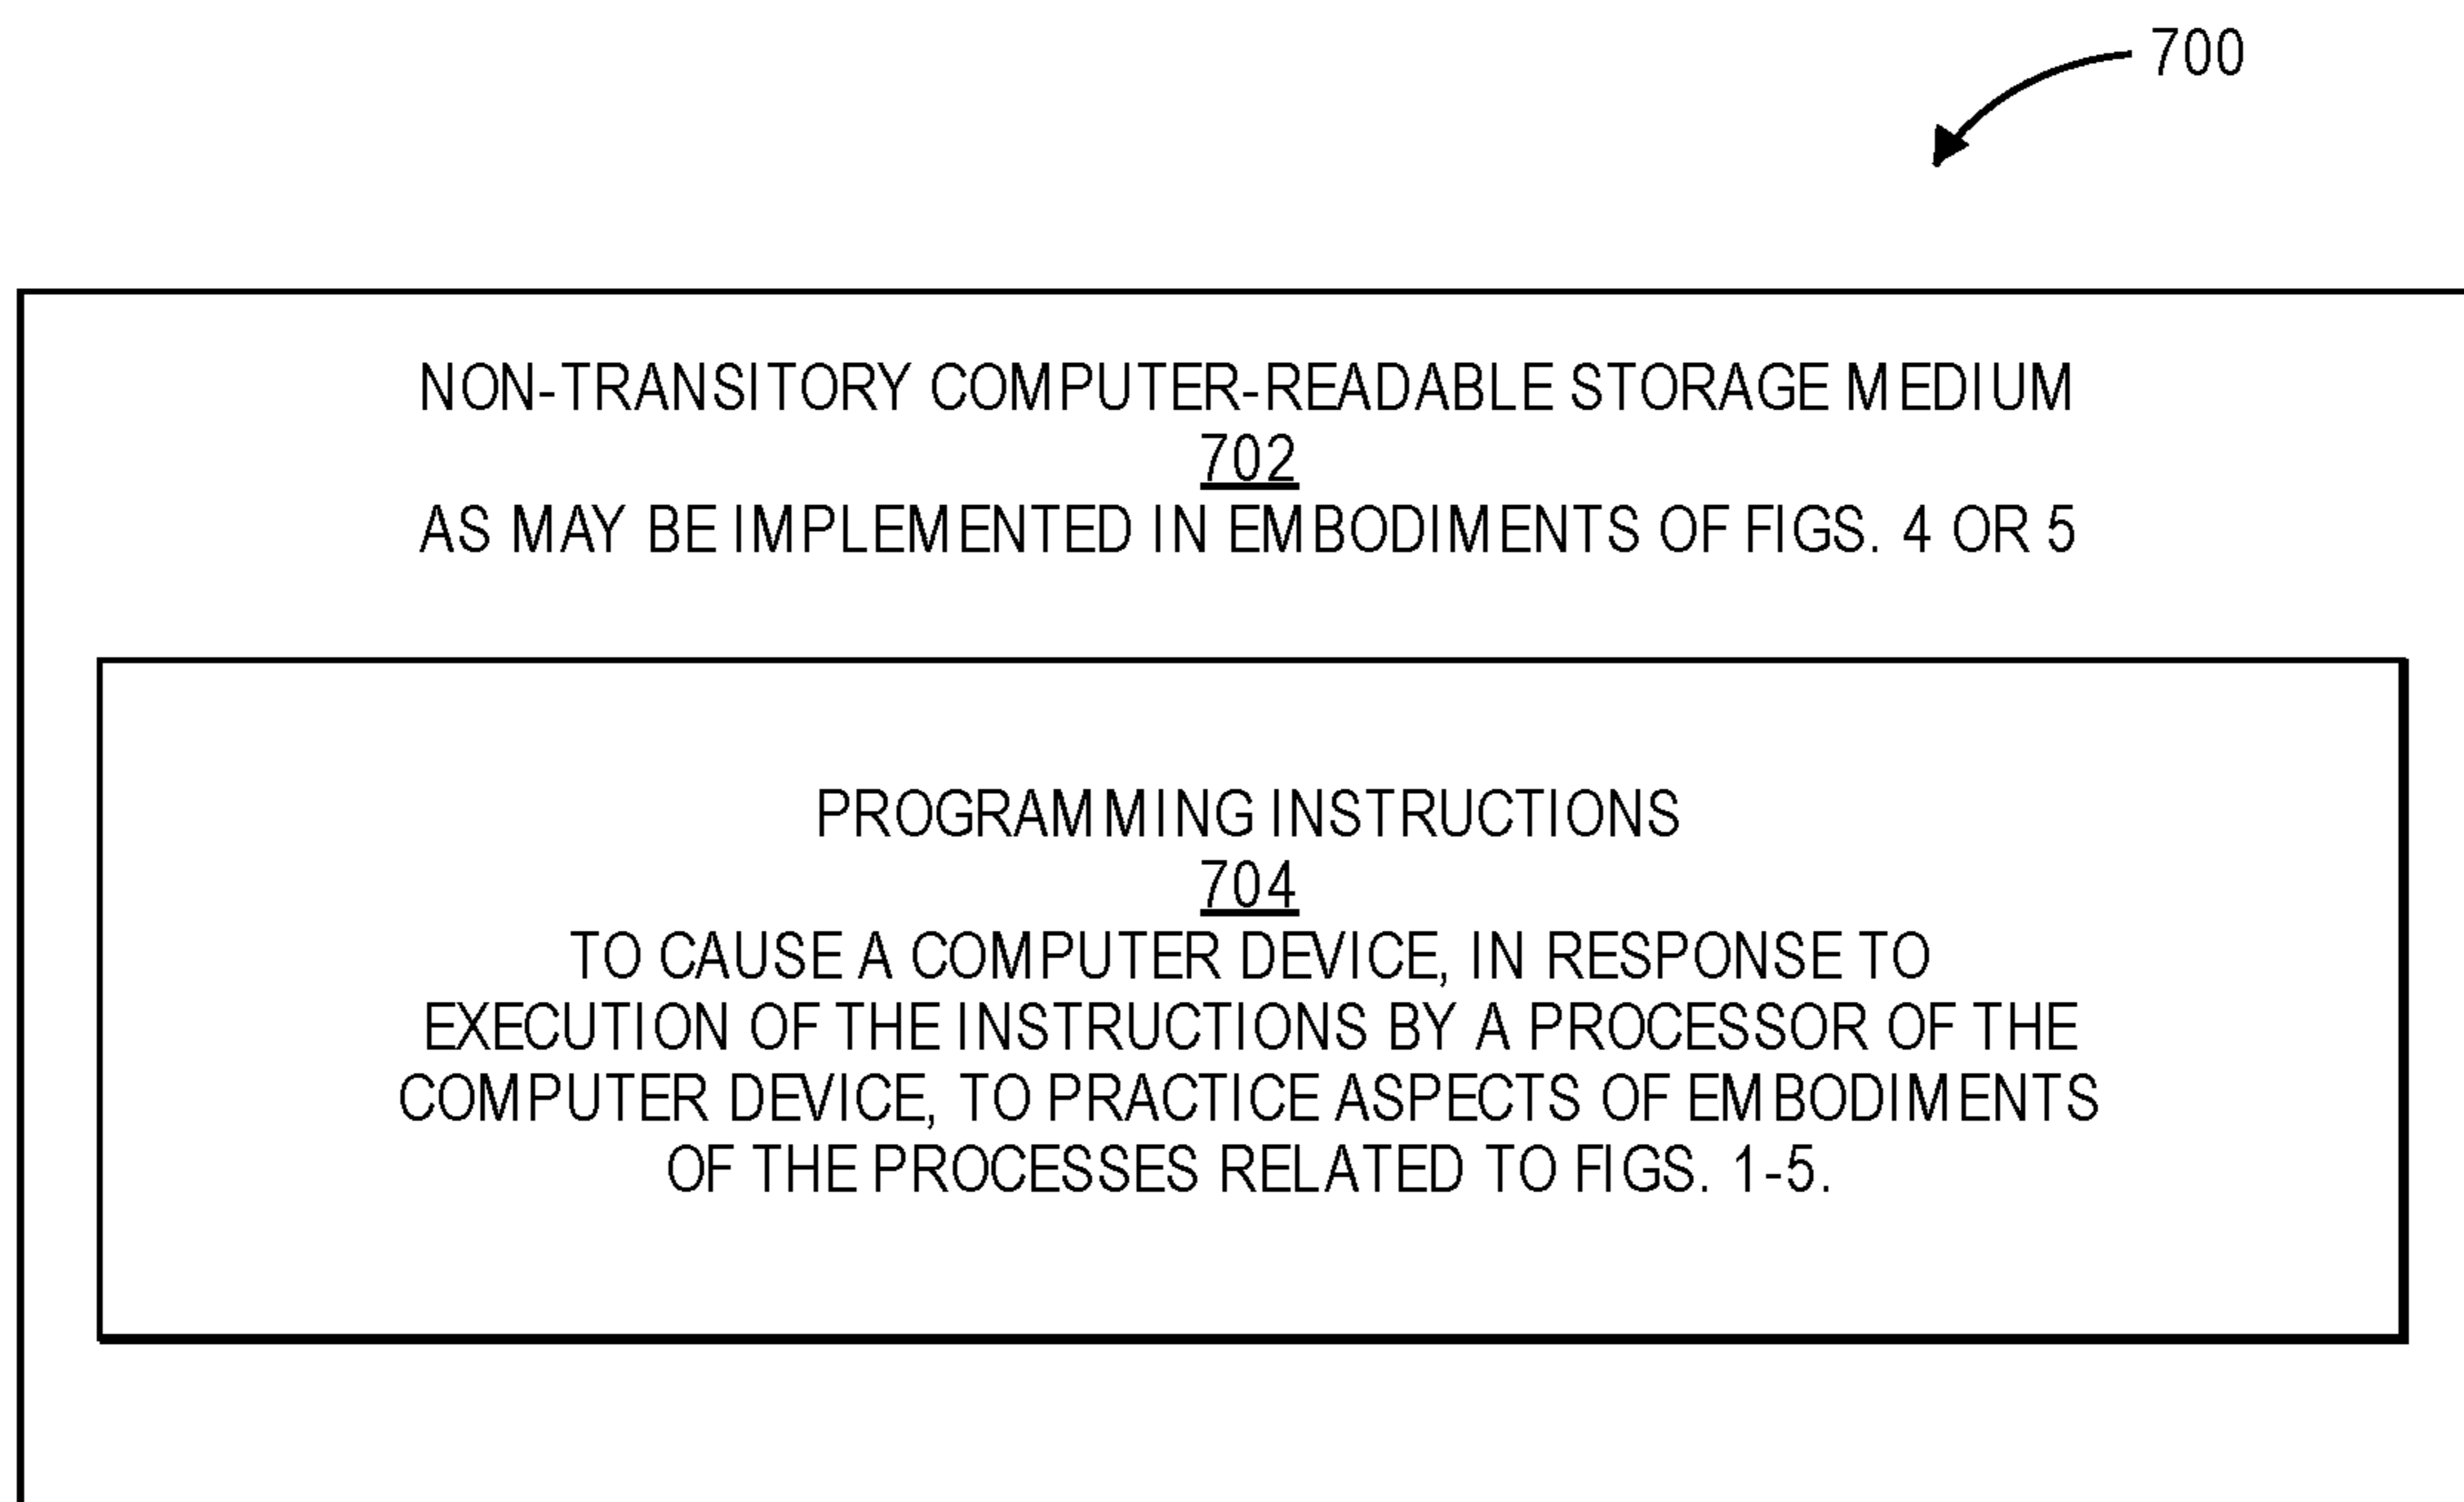 700
NON-TRANSITORY COMPUTER-READABLE STORAGE MEDIUM
702
AS MAY BE IMPLEMENTED IN EMBODIMENTS OF FIGS. 4 OR 5
PROGRAMMING INSTRUCTIONS
704
TO CAUSE A COMPUTER DEVICE, IN RESPONSE TO
EXECUTION OF THE INSTRUCTIONS BY A PROCESSOR OF THE
COMPUTER DEVICE, TO PRACTICE ASPECTS OF EMBODIMENTS
OF THE PROCESSES RELATED TO FIGS. 1-5.